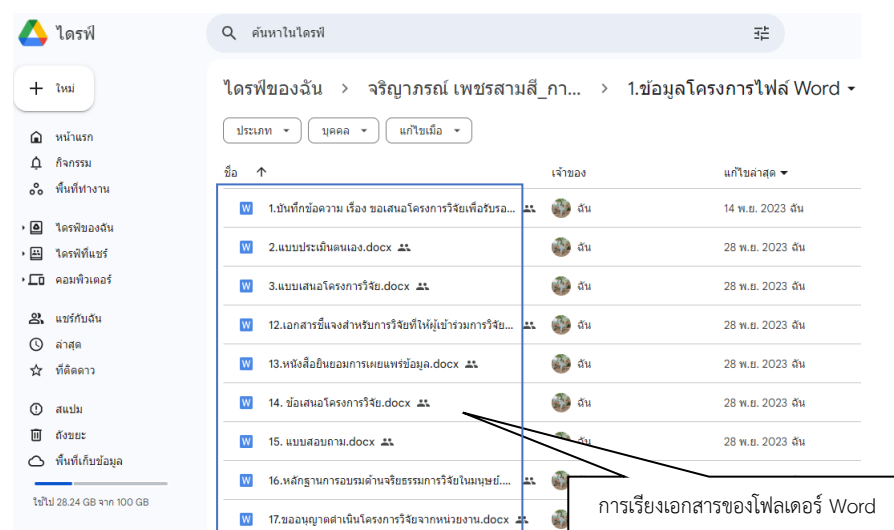 ไดรฟ์
ค้นหาในไดรฟ์
ใหม่
ไดรฟ์ของฉัน > จริญาภรณ์ เพชรสามสี_กา... > 1.ข้อมูลโครงการไฟล์ Word
ประเภท บุคคล แก้ไขเมื่อ
หน้าแรก
กิจกรรม
พื้นที่ทำงาน
ไดรฟ์ของฉัน
ไดรฟ์ที่แชร์
คอมพิวเตอร์
แชร์กับฉัน
ล่าสุด
ที่ติดดาว
สแปม
ถังขยะ
พื้นที่เก็บข้อมูล
ใช้ไป 28.24 GB จาก 100 GB
ชื่อ เจ้าของ แก้ไขล่าสุด
W 1.บันทึกข้อความ เรื่อง ขอเสนอโครงการวิจัยเพื่อรับรอ... ฉัน 14 พ.ย. 2023 ฉัน
W 2.แบบประเมินตนเอง.docx ฉัน 28 พ.ย. 2023 ฉัน
W 3.แบบเสนอโครงการวิจัย.docx ฉัน 28 พ.ย. 2023 ฉัน
W 12.เอกสารชี้แจงสำหรับการวิจัยที่ให้ผู้เข้าร่วมการวิจัย... ฉัน 28 พ.ย. 2023 ฉัน
W 13.หนังสือยินยอมการเผยแพร่ข้อมูล.docx ฉัน 28 พ.ย. 2023 ฉัน
W 14. ข้อเสนอโครงการวิจัย.docx ฉัน 28 พ.ย. 2023 ฉัน
W 15. แบบสอบถาม.docx ฉัน 28 พ.ย. 2023 ฉัน
W 16.หลักฐานการอบรมด้านจริยธรรมการวิจัยในมนุษย์....
W 17.ขออนุญาตดำเนินโครงการวิจัยจากหน่วยงาน.docx
การเรียงเอกสารของโฟลเดอร์ Word